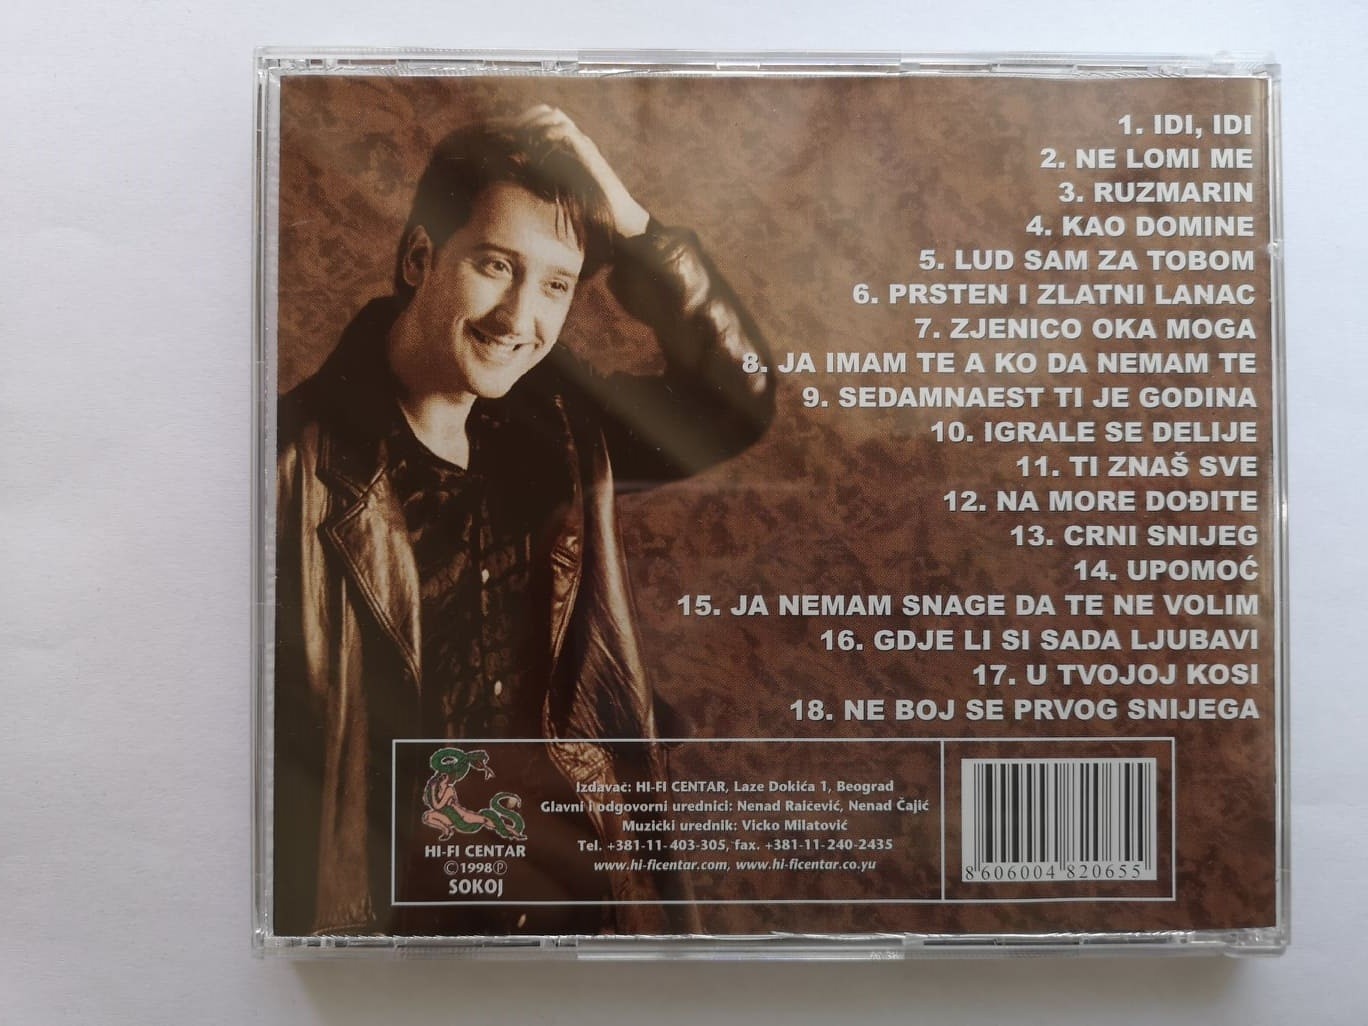 1. IDI, IDI
2. NE LOMI ME
3. RUZMARIN
4. KAO DOMINE
5. LUD SAM ZA TOBOM
6. PRSTEN I ZLATNI LANAC
7. ZJENICO OKA MOGA
8. JA IMAM TE A KO DA NEMAM TE
9. SEDAMNAEST TI JE GODINA
10. IGRALE SE DELIJE
11. TI ZNAŠ SVE
12. NA MORE DOĐITE
13. CRNI SNIJEG
14. UPOMOĆ
15. JA NEMAM SNAGE DA TE NE VOLIM
16. GDJE LI SI SADA LJUBAVI
17. U TVOJOJ KOSI
18. NE BOJ SE PRVOG SNIJEGA
HI-FI CENTAR
©1998℗
SOKOJ
Izdavač: HI-FI CENTAR, Laze Dokića 1, Beograd
Glavni i odgovorni urednici: Nenad Raičević, Nenad Čajić
Muzički urednik: Vicko Milatović
Tel. +381-11-403-305, fax. +381-11-240-2435
www.hi-ficentar.com, www.hi-ficentar.co.yu
8 606004 820655